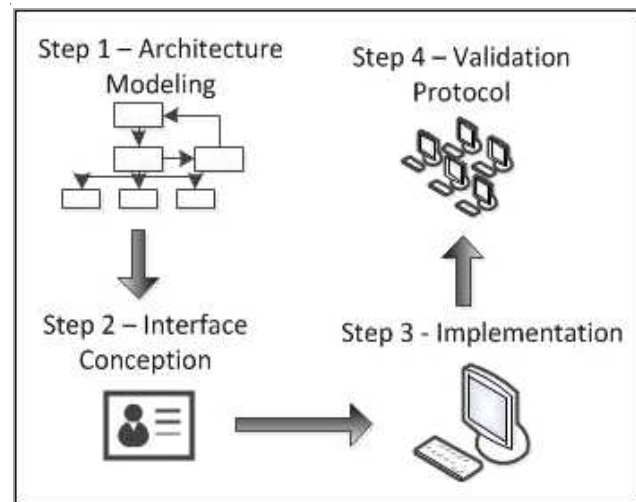 Step 1 – Architecture
Modeling
Step 2 – Interface
Conception
Step 3 - Implementation
Step 4 – Validation
Protocol